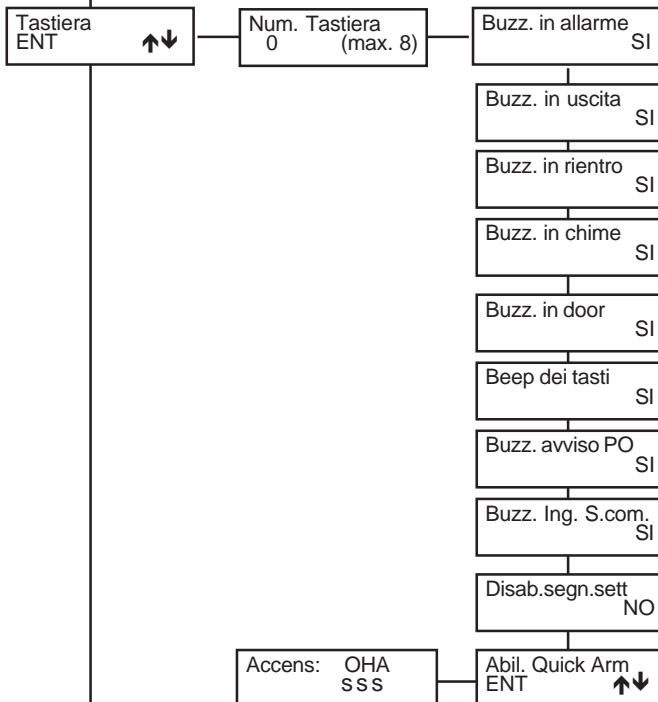 Tastiera
ENT ↑↓
Num. Tastiera
0 (max. 8)
Buzz. in allarme
SI
Buzz. in uscita
SI
Buzz. in rientro
SI
Buzz. in chime
SI
Buzz. in door
SI
Beep dei tasti
SI
Buzz. avviso PO
SI
Buzz. Ing. S.com.
SI
Disab.segn.sett
NO
Accens: OHA
sss
Abil. Quick Arm
ENT ↑↓